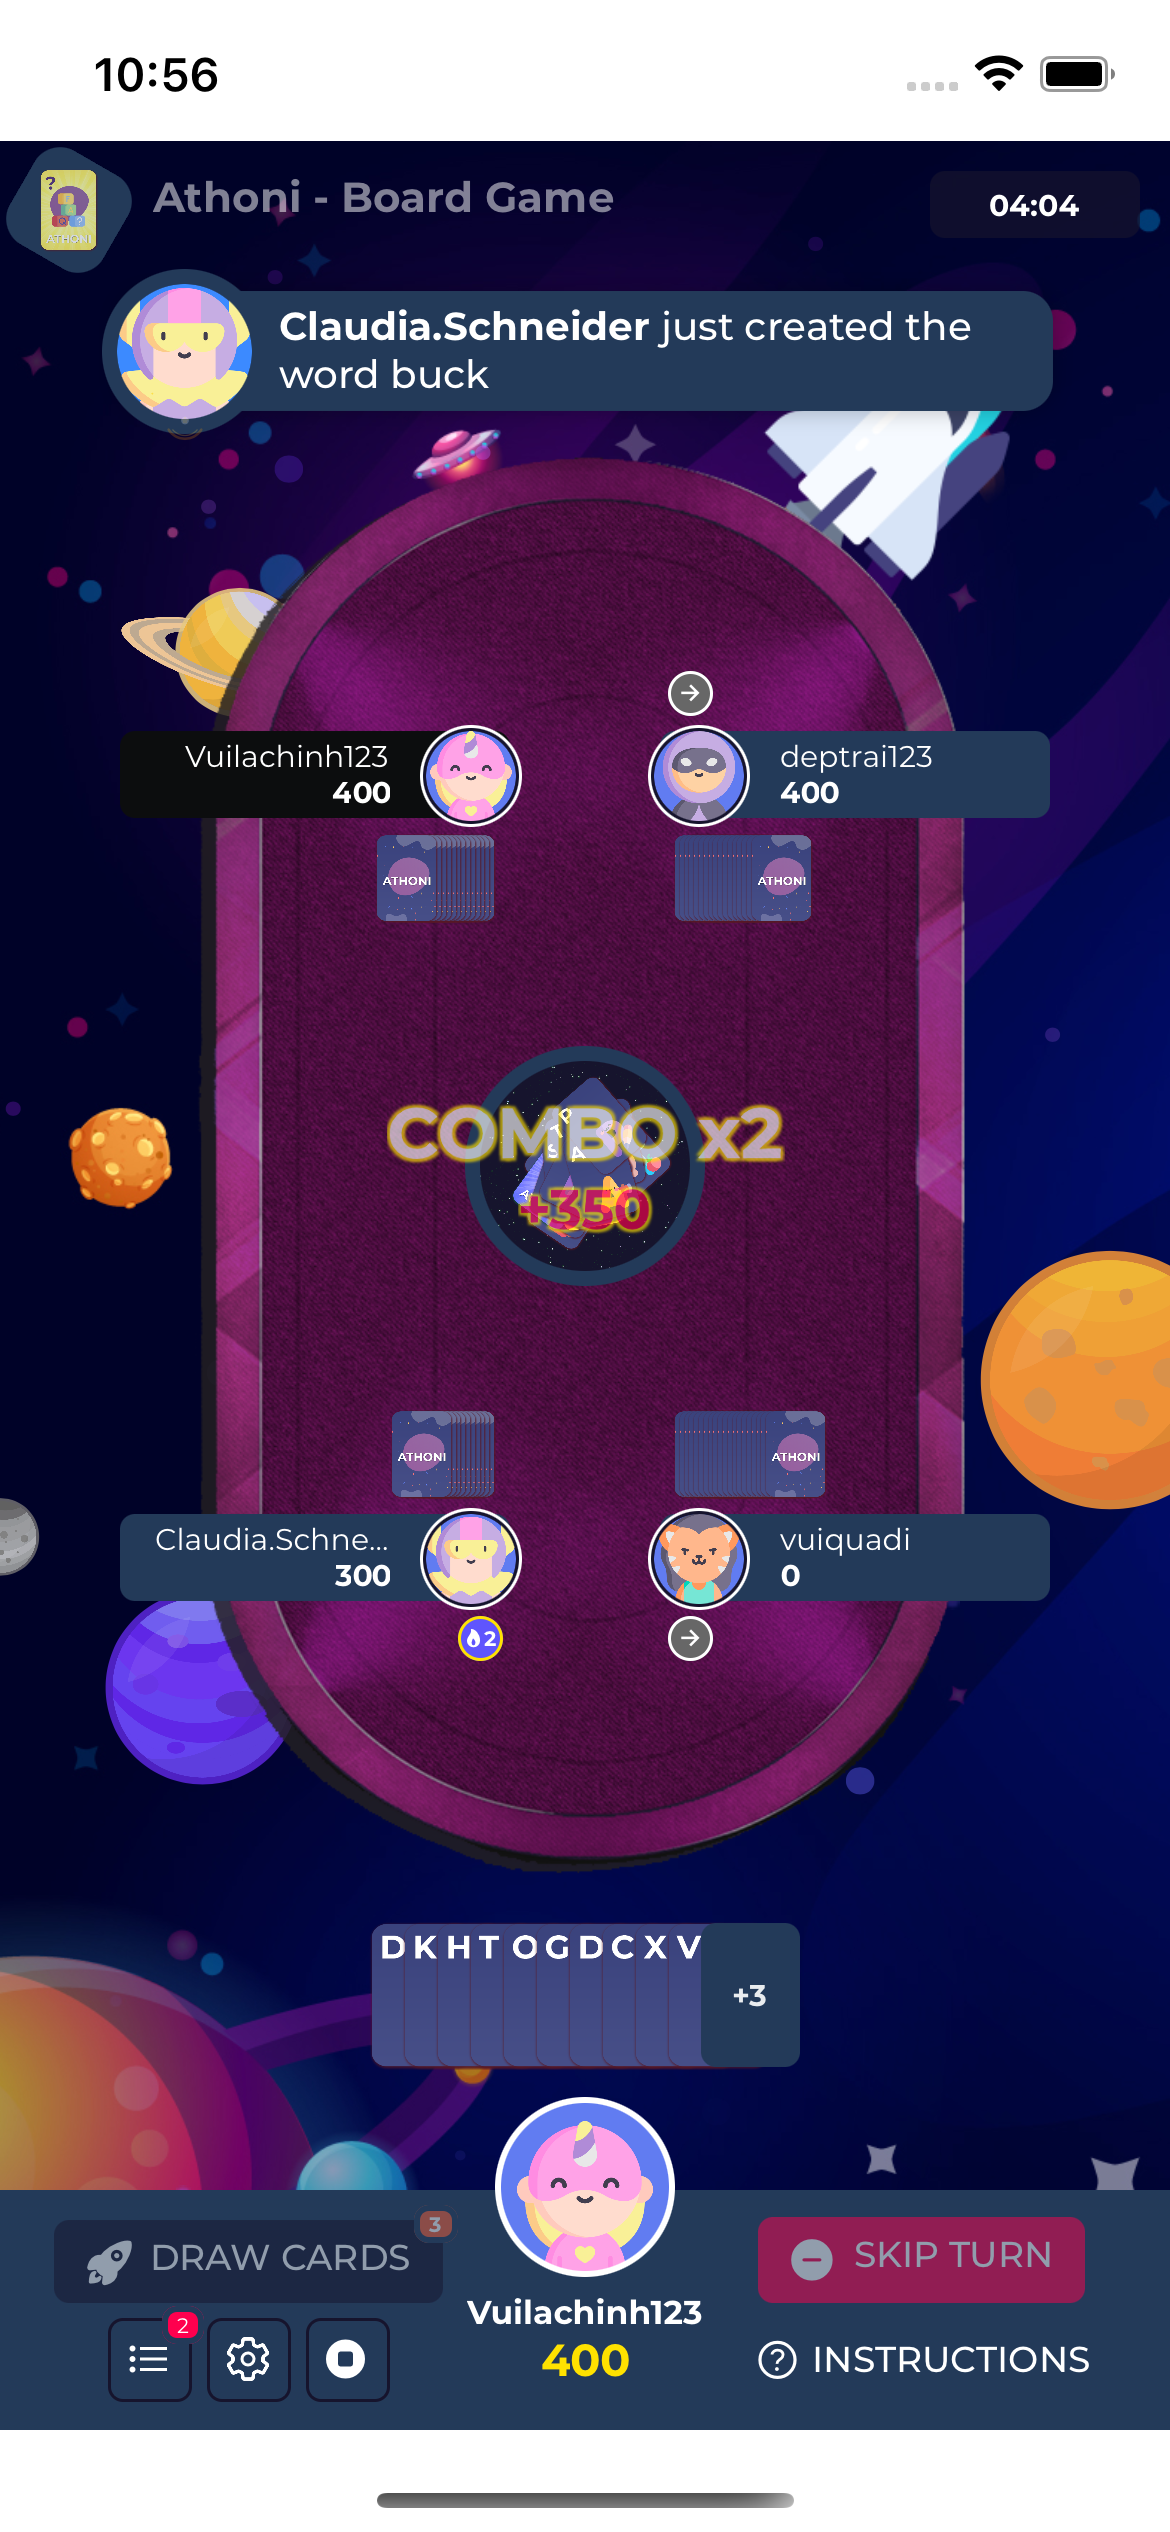 10:56
?
ATHONI
Athoni - Board Game
04:04
Claudia.Schneider just created the
word buck
Vuilachinh123
400
deptrai123
400
ATHONI
ATHONI
P
T
S
A
A
COMBO x2
+350
ATHONI
ATHONI
Claudia.Schne...
300
vuiquadi
0
2
D K H T O G D C X V
+3
DRAW CARDS
3
SKIP TURN
2
Vuilachinh123
400
INSTRUCTIONS